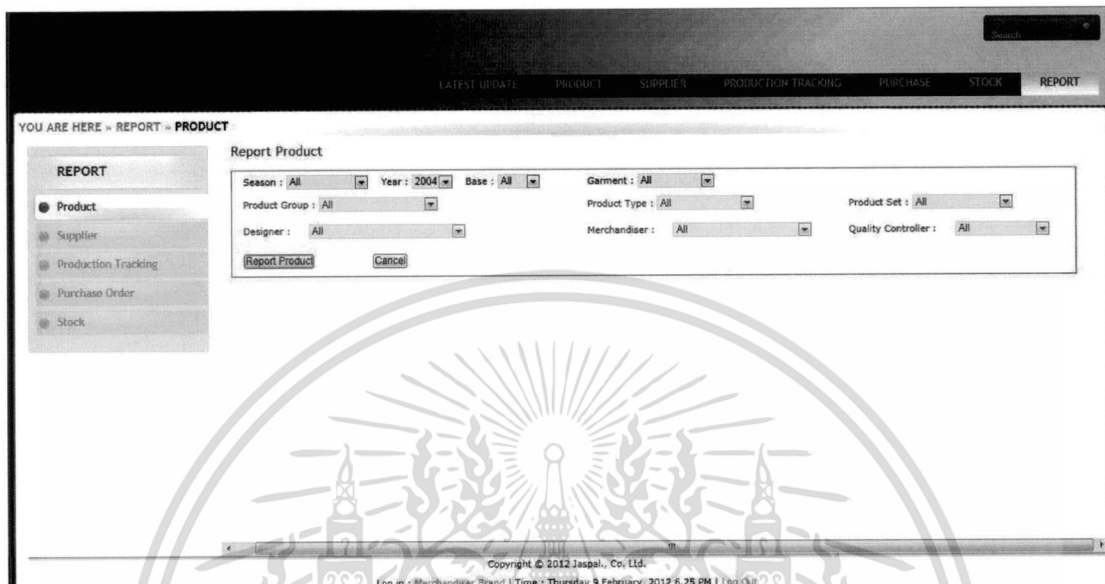 Search
LATEST UPDATE PRODUCT SUPPLIER PRODUCTION TRACKING PURCHASE STOCK REPORT
YOU ARE HERE » REPORT » PRODUCT
REPORT
Product
Supplier
Production Tracking
Purchase Order
Stock
Report Product
Season : All Year : 2004 Base : All Garment : All
Product Group : All Product Type : All Product Set : All
Designer : All Merchandiser : All Quality Controller : All
Report Product Cancel
Copyright © 2012 Jaspal., Co, Ltd.
Log in : Merchandiser Brand | Time : Thursday 9 February, 2012 6.25 PM | Log Out